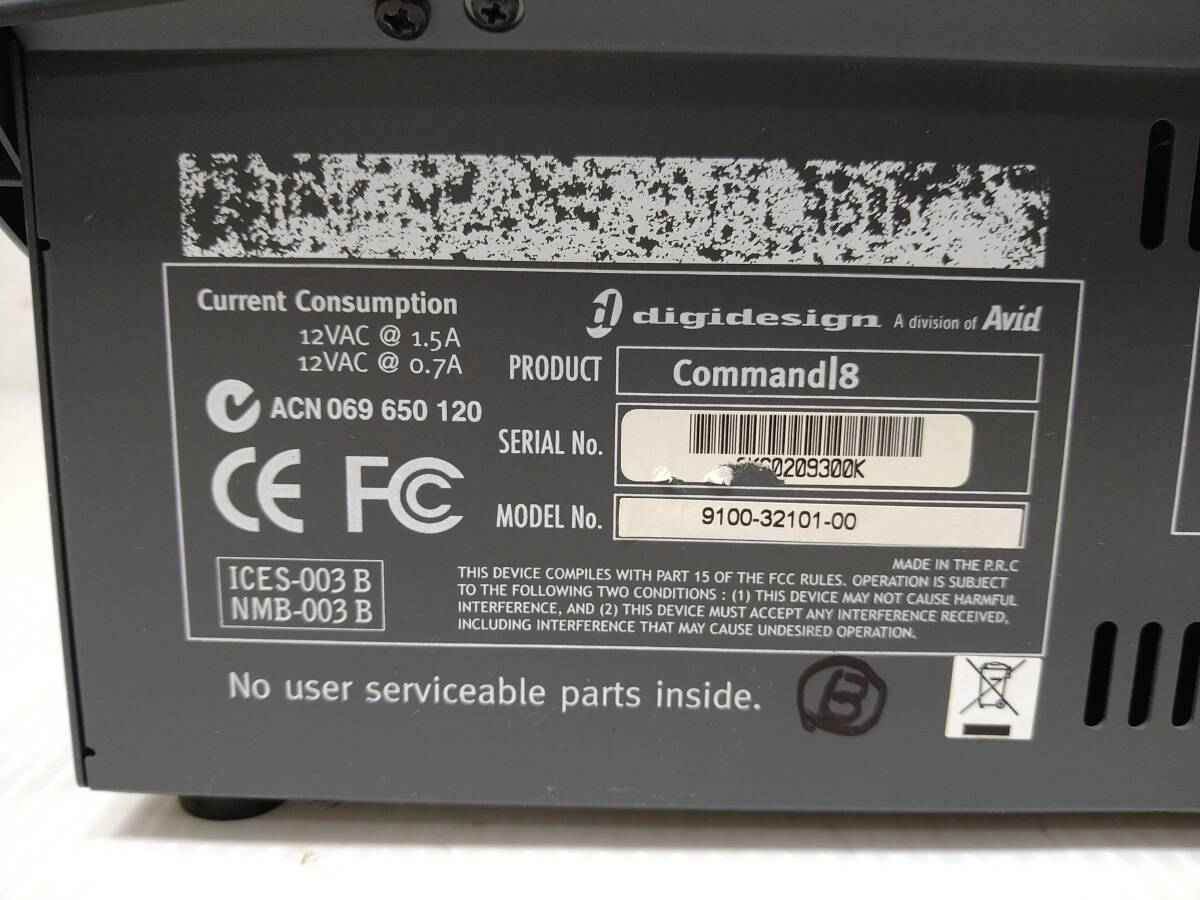 Current Consumption
12VAC @ 1.5A
12VAC @ 0.7A
ACN 069 650 120
CE FC
ICES-003 B
NMB-003 B
digidesign A division of Avid
PRODUCT Command|8
SERIAL No.
MODEL No. 9100-32101-00
MADE IN THE P.R.C
THIS DEVICE COMPILES WITH PART 15 OF THE FCC RULES. OPERATION IS SUBJECT
TO THE FOLLOWING TWO CONDITIONS : (1) THIS DEVICE MAY NOT CAUSE HARMFUL
INTERFERENCE, AND (2) THIS DEVICE MUST ACCEPT ANY INTERFERENCE RECEIVED,
INCLUDING INTERFERENCE THAT MAY CAUSE UNDESIRED OPERATION.
No user serviceable parts inside.
B